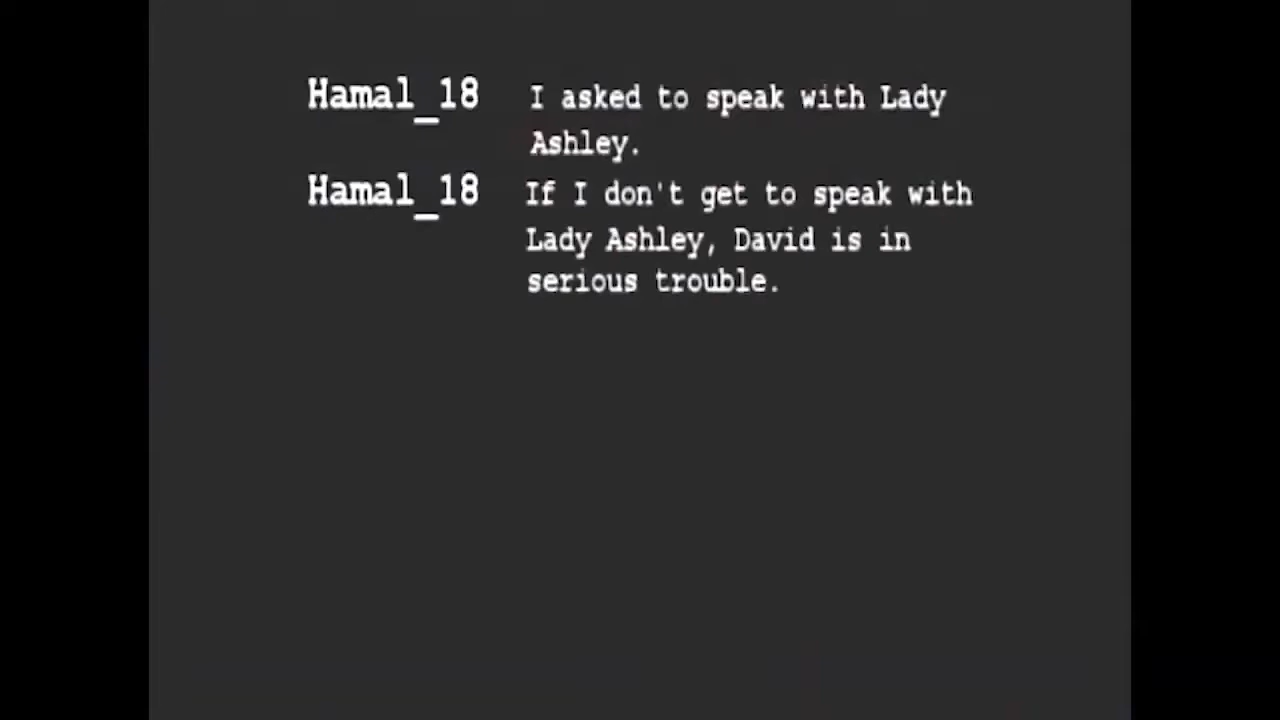 Hamal_18 I asked to speak with Lady
Ashley.
Hamal_18 If I don't get to speak with
Lady Ashley, David is in
serious trouble.